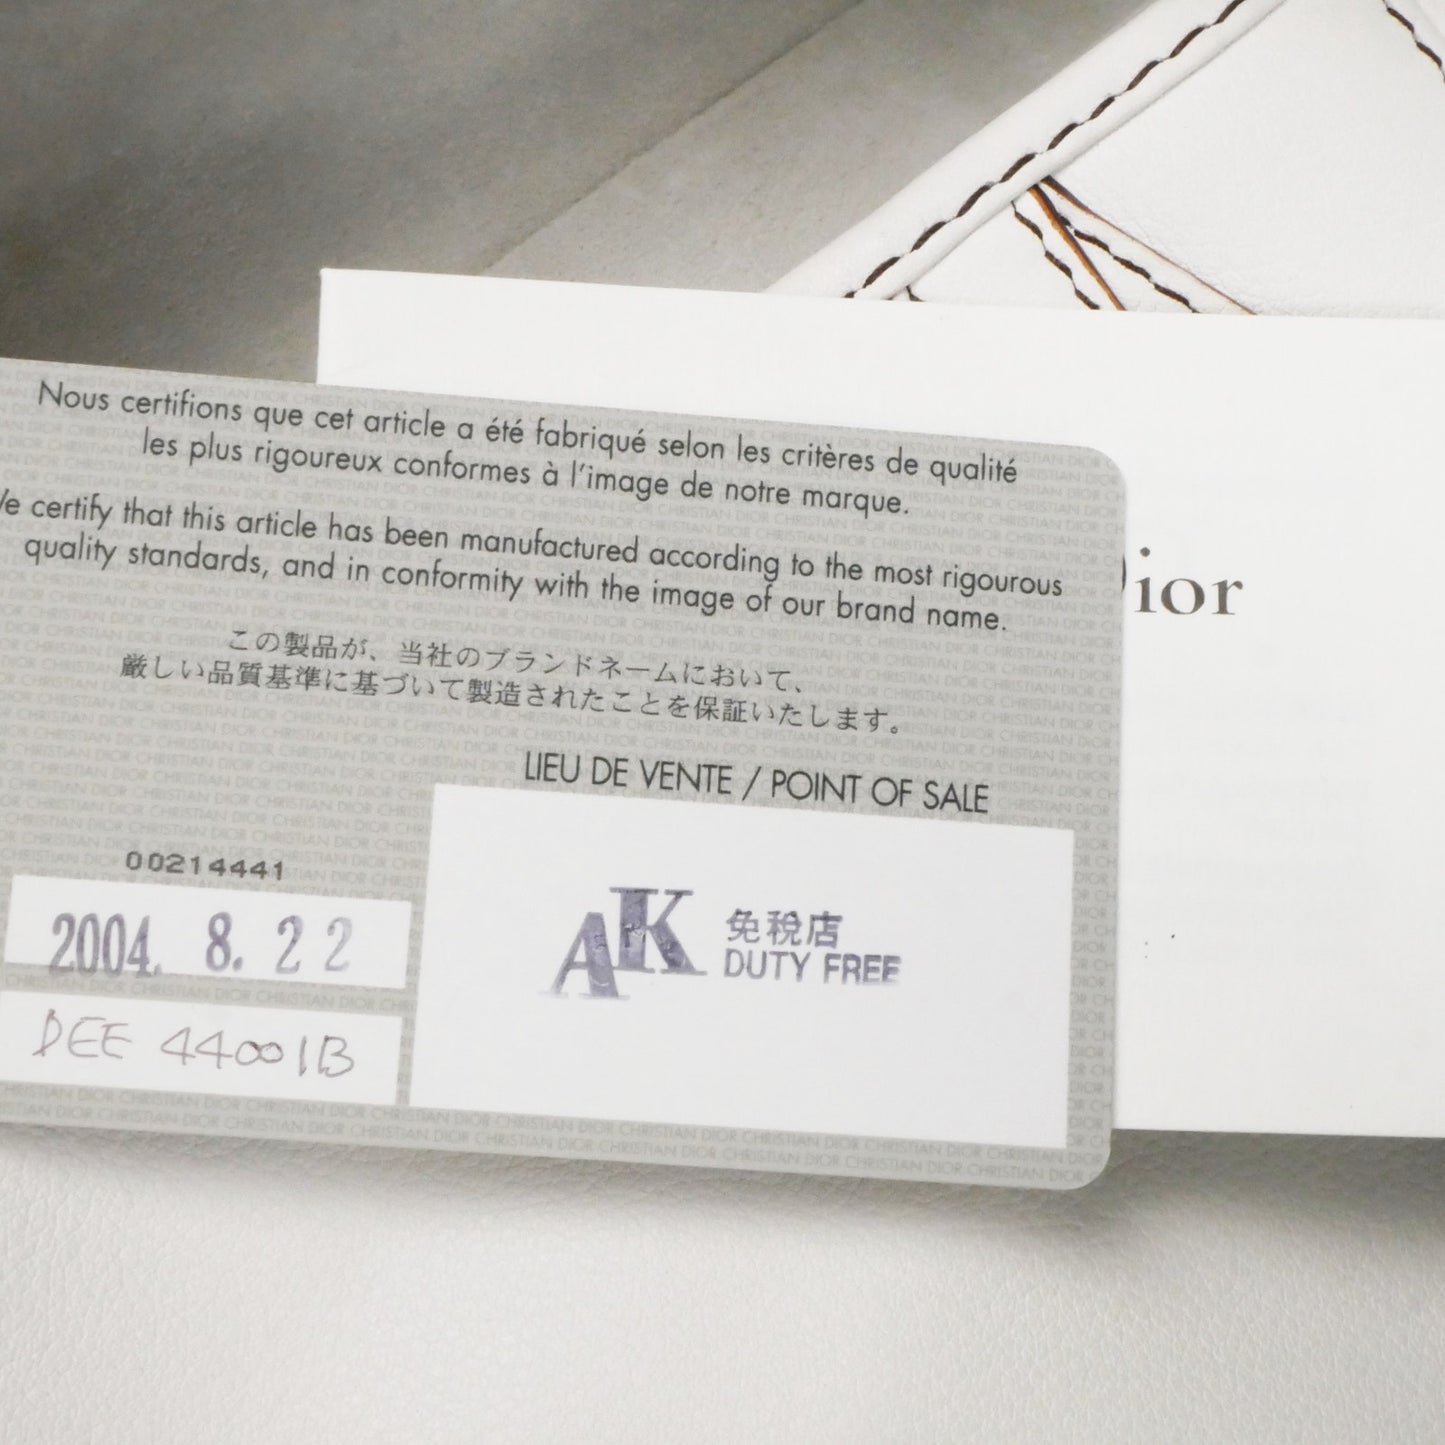 Nous certifions que cet article a été fabriqué selon les critères de qualité
les plus rigoureux conformes à l'image de notre marque.
certify that this article has been manufactured according to the most rigourous
quality standards, and in conformity with the image of our brand name.
この製品が、当社のブランドネームにおいて、
厳しい品質基準に基づいて製造されたことを保証いたします。
LIEU DE VENTE / POINT OF SALE
00214441
2004. 8. 22
DEE 44001B
AK 免税店
DUTY FREE
ior